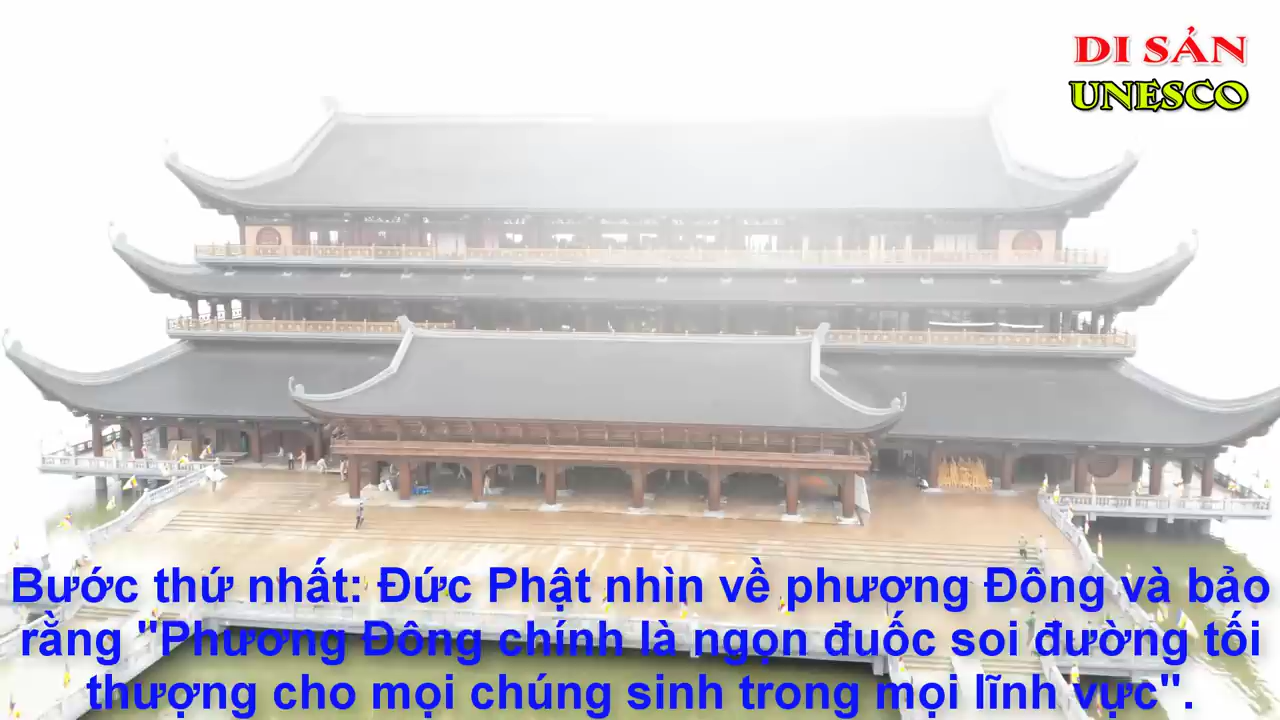 DI SẢN
UNESCO
Bước thứ nhất: Đức Phật nhìn về phượng Đông và bảo
rằng "Phương Đông chính là ngọn đuốc soi đường tối
thượng cho mọi chúng sinh trong mọi lĩnh vực".